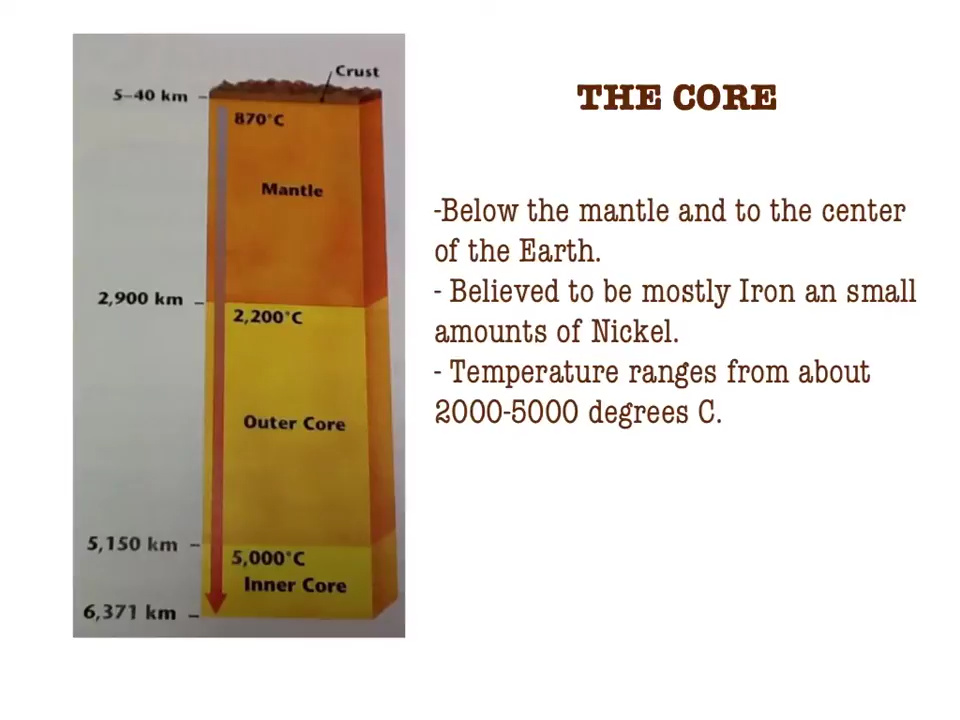 Crust
5-40 km
870°C
Mantle
2,900 km
2,200°C
Outer Core
5,150 km
5,000°C
Inner Core
6,371 km
THE CORE
-Below the mantle and to the center
of the Earth.
- Believed to be mostly Iron an small
amounts of Nickel.
- Temperature ranges from about
2000-5000 degrees C.